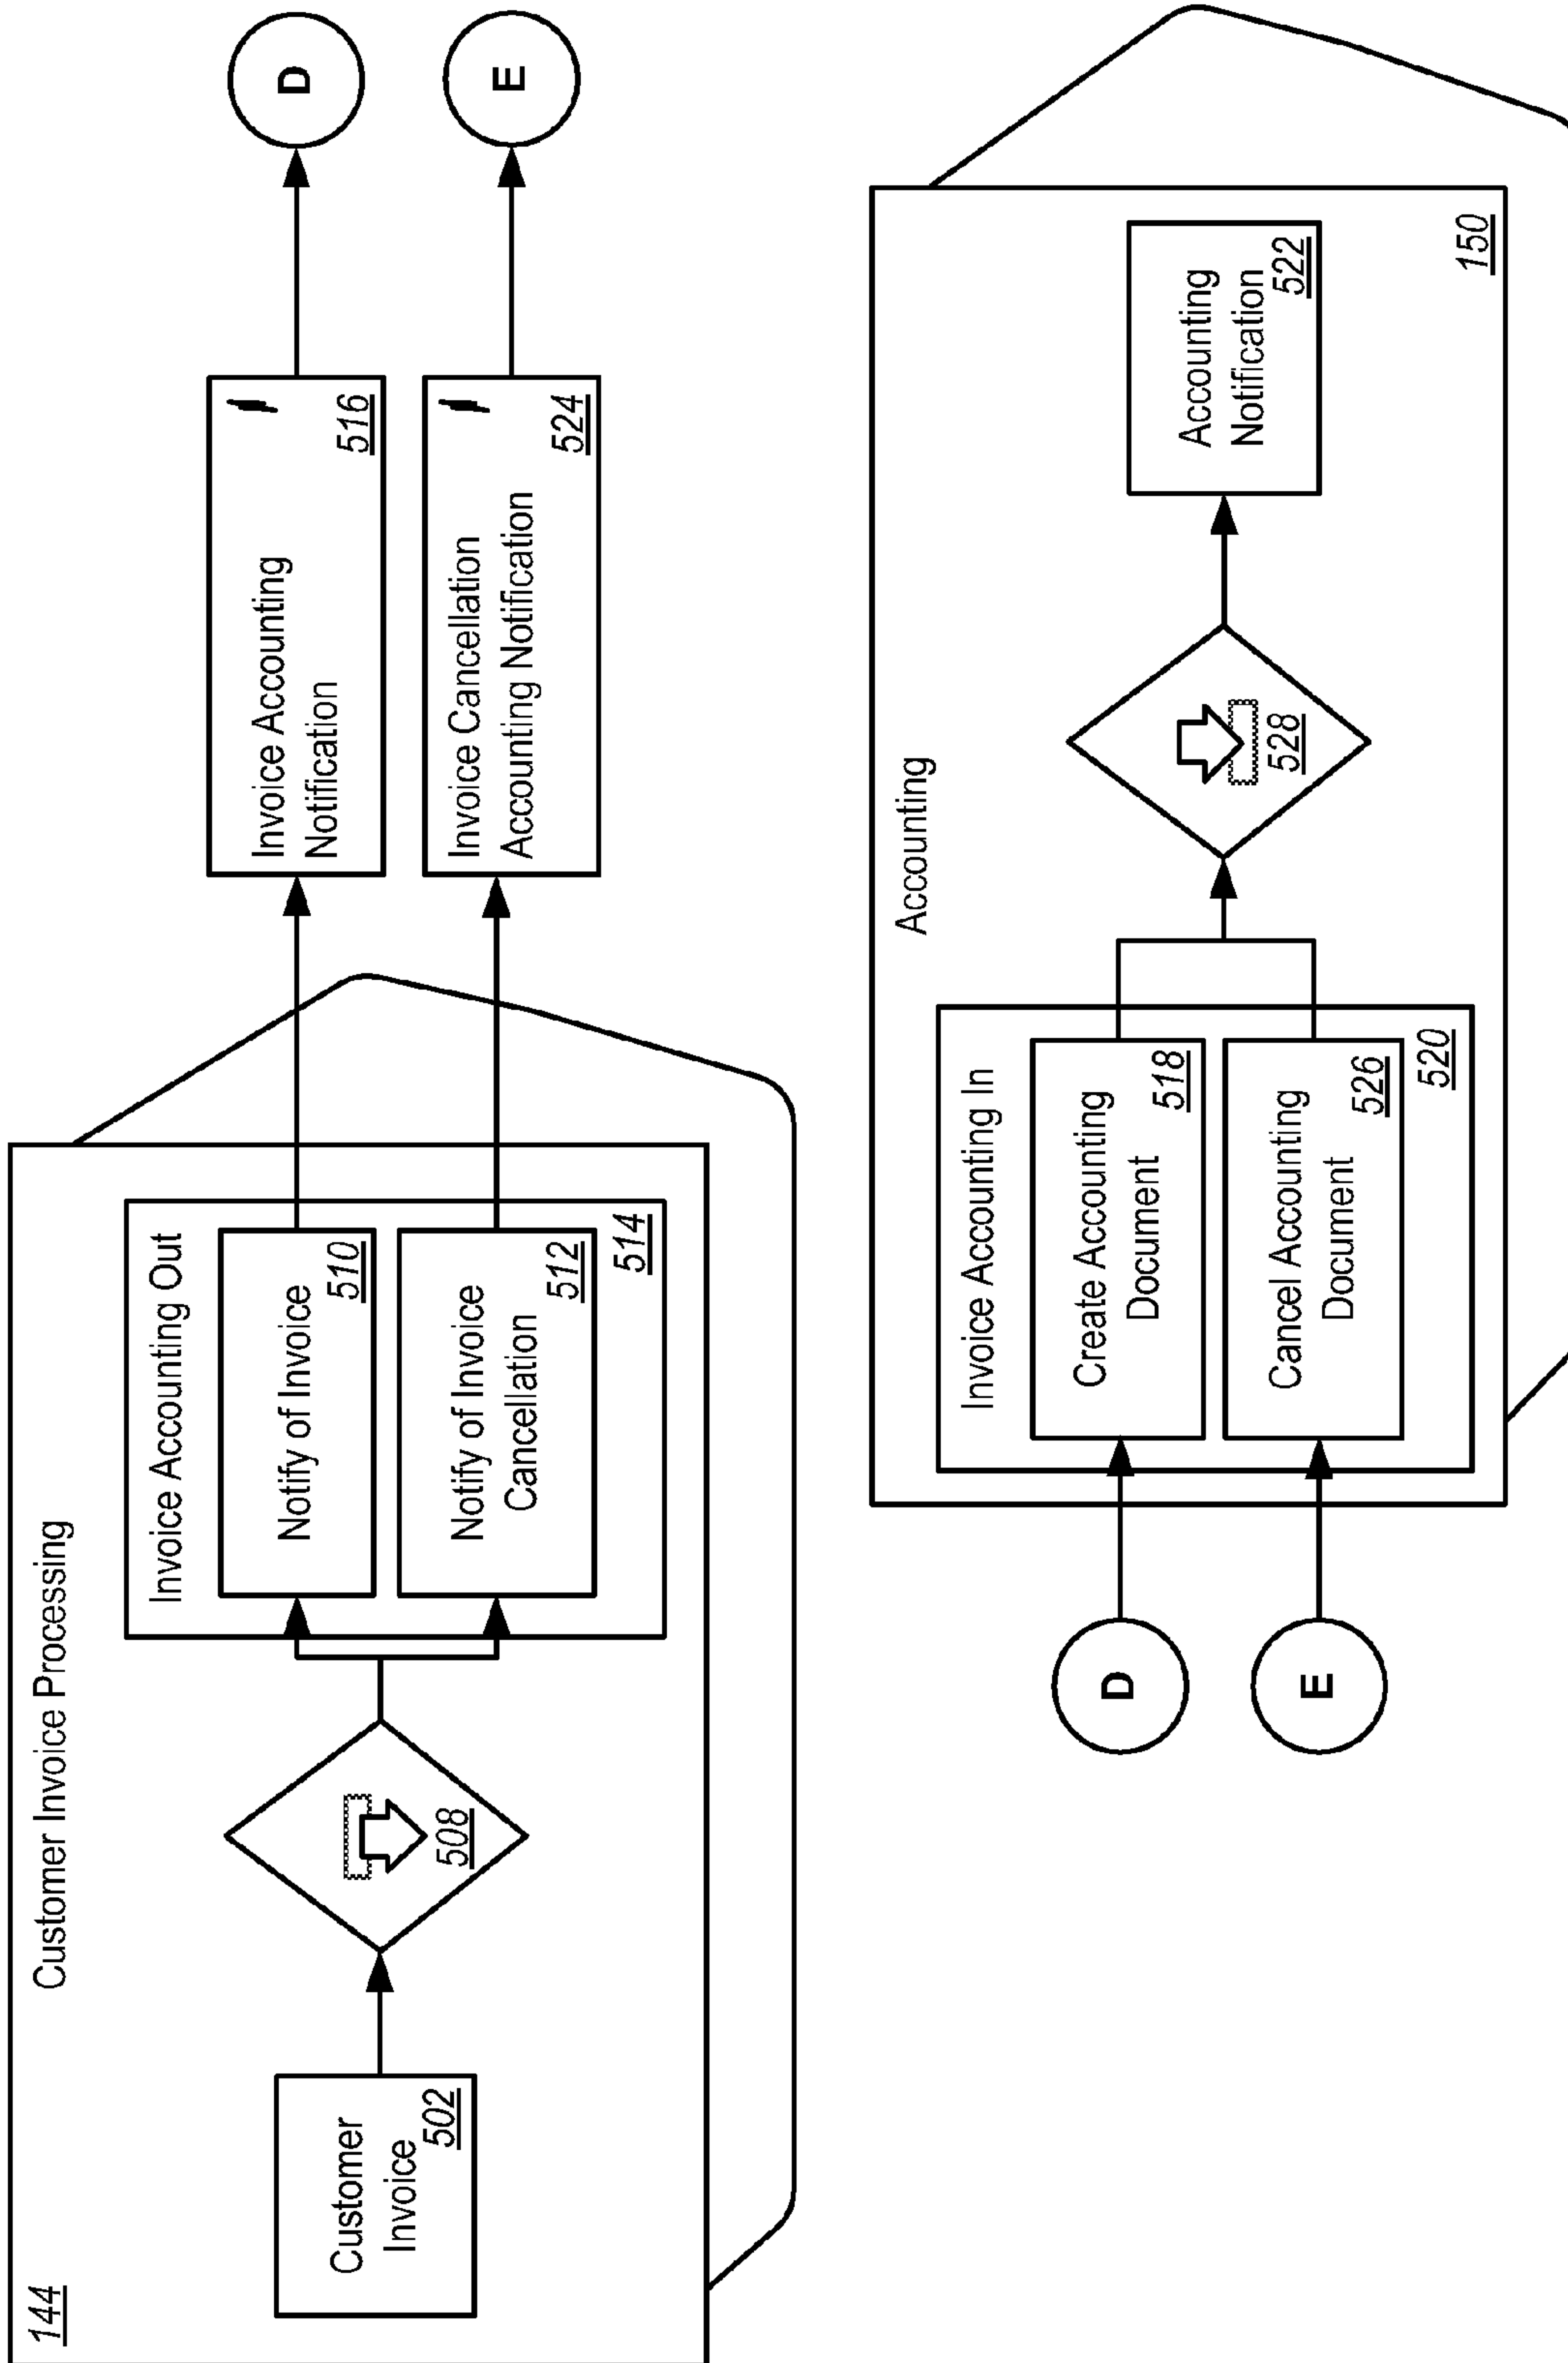 144
Customer Invoice Processing
Customer
Invoice
502
508
Invoice Accounting Out
Notify of Invoice
510
Notify of Invoice
Cancellation
512
514
Invoice Accounting
Notification
516
Invoice Cancellation
Accounting Notification
524
D
E
D
E
Accounting
Invoice Accounting In
Create Accounting
Document
518
Cancel Accounting
Document
526
520
528
Accounting
Notification
522
150